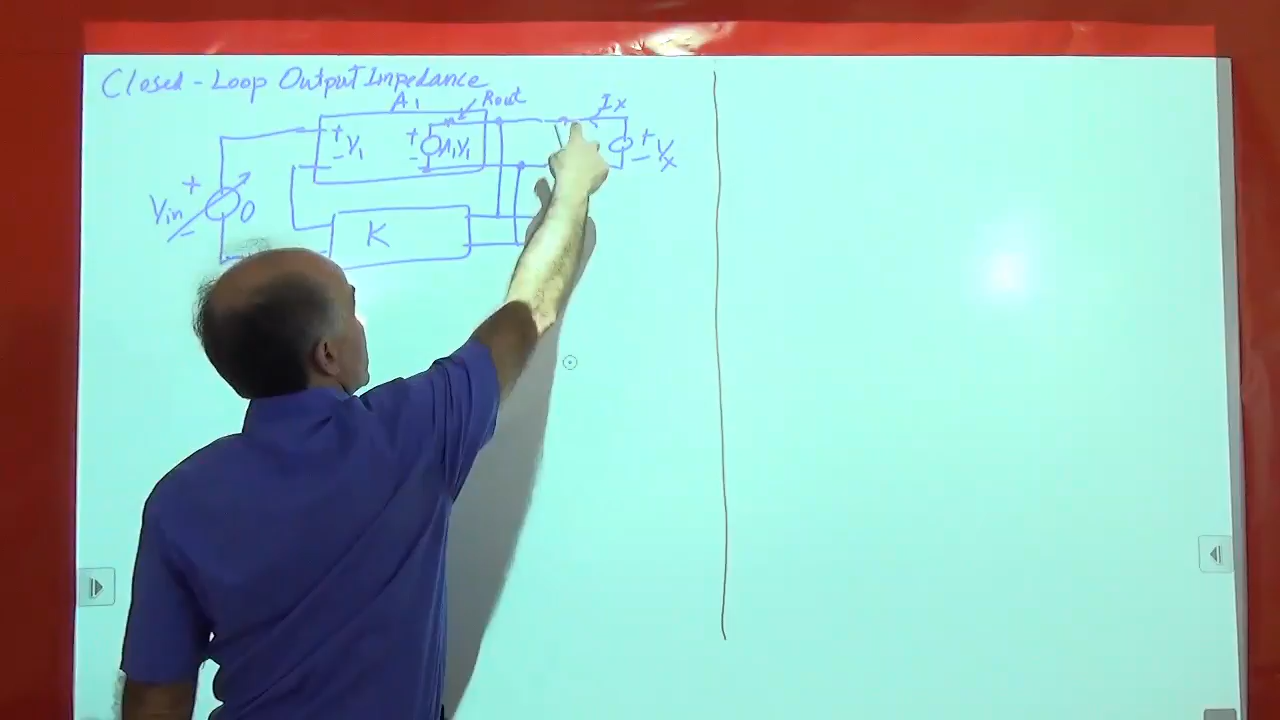 Closed-Loop Output Impedance
A1 Rout Ix
+ V1 - + A1V1 - + Vx -
Vin + - 0
K